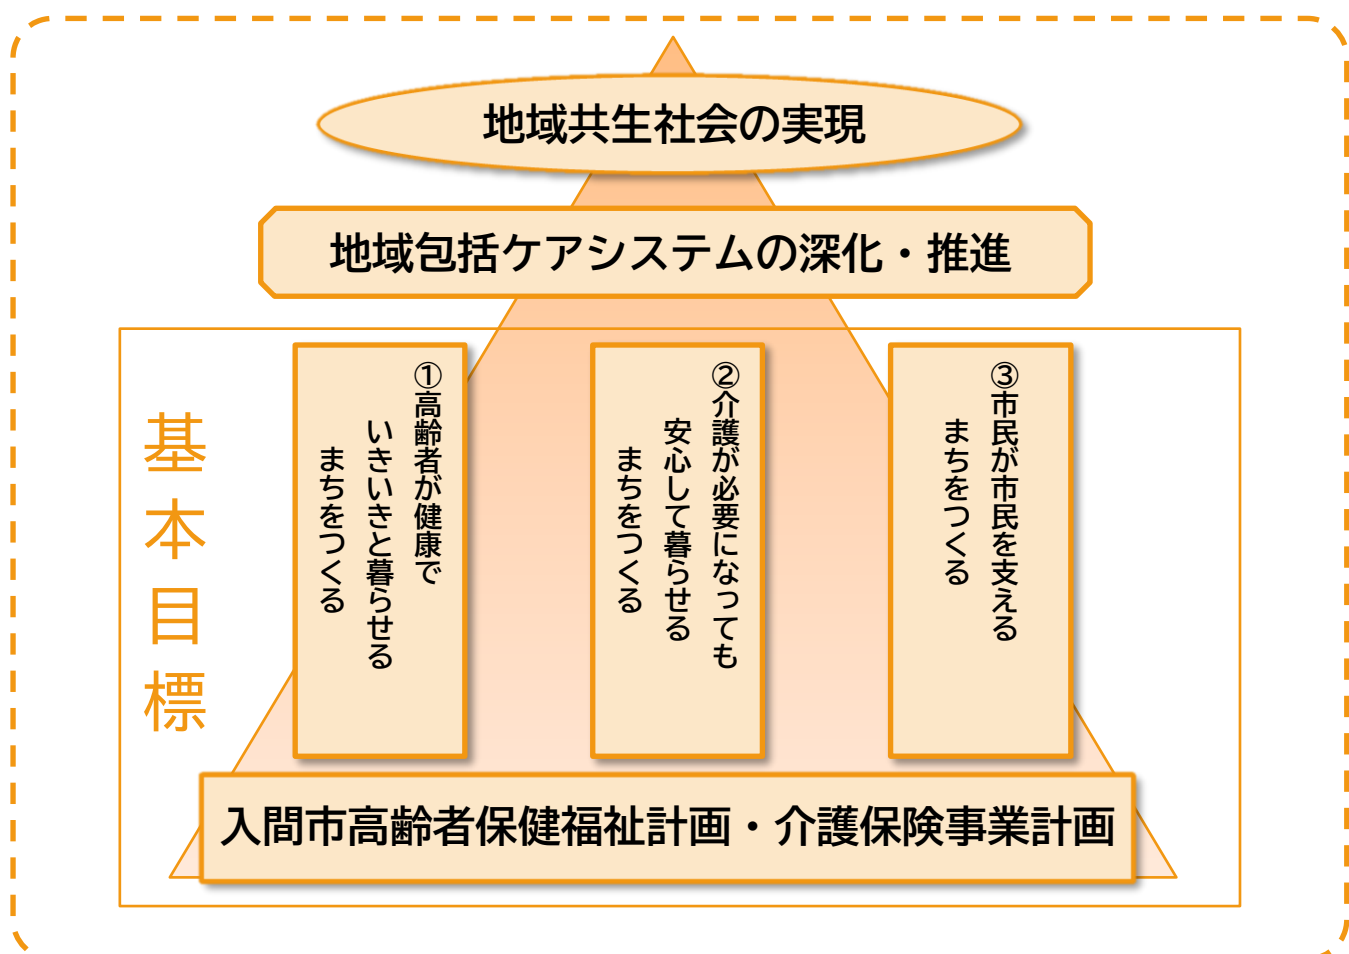 地域共生社会の実現
地域包括ケアシステムの深化・推進
基本目標
①高齢者が健康で
いきいきと暮らせる
まちをつくる
②介護が必要になっても
安心して暮らせる
まちをつくる
③市民が市民を支える
まちをつくる
入間市高齢者保健福祉計画・介護保険事業計画